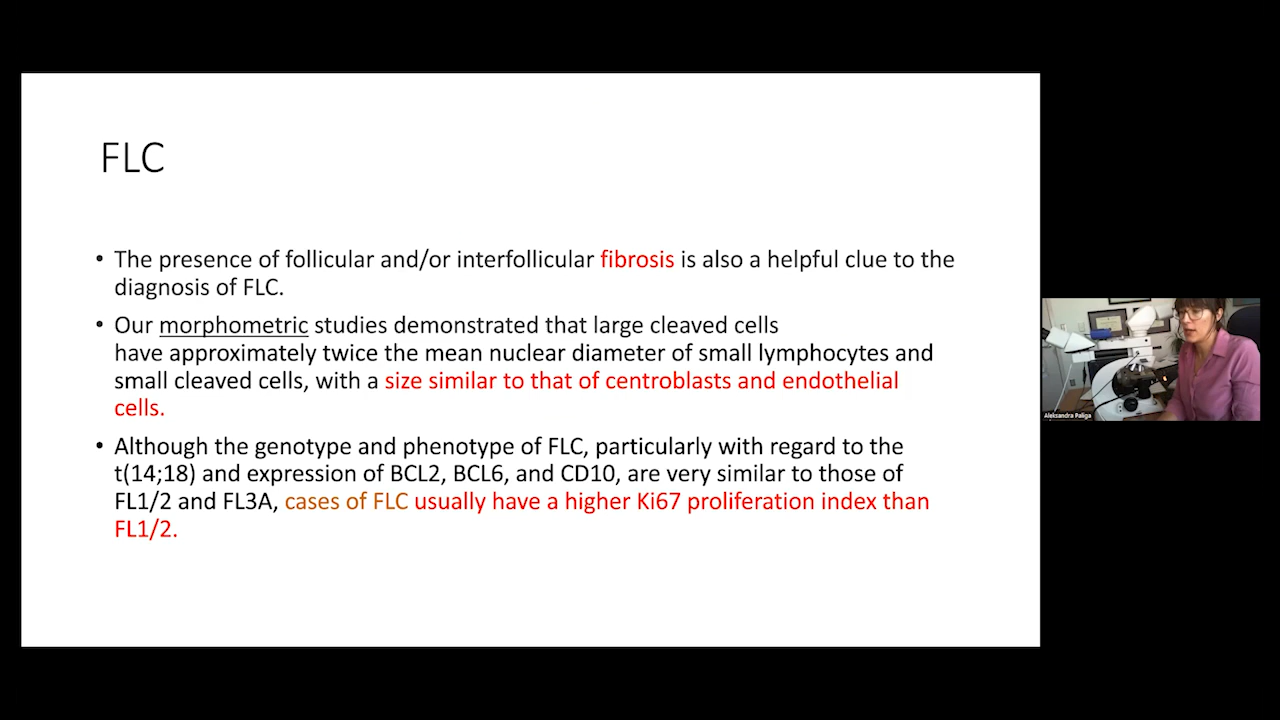 FLC
• The presence of follicular and/or interfollicular fibrosis is also a helpful clue to the
diagnosis of FLC.
• Our morphometric studies demonstrated that large cleaved cells
have approximately twice the mean nuclear diameter of small lymphocytes and
small cleaved cells, with a size similar to that of centroblasts and endothelial
cells.
• Although the genotype and phenotype of FLC, particularly with regard to the
t(14;18) and expression of BCL2, BCL6, and CD10, are very similar to those of
FL1/2 and FL3A, cases of FLC usually have a higher Ki67 proliferation index than
FL1/2.
Aleksandra Paliga